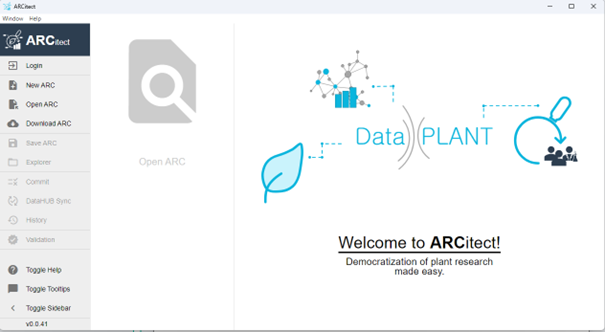 ARCitect
Window Help
ARCitect
Login
New ARC
Open ARC
Download ARC
Save ARC
Explorer
Commit
DataHUB Sync
History
Validation
Toggle Help
Toggle Tooltips
Toggle Sidebar
v0.0.41
Open ARC
Data PLANT
Welcome to ARCitect!
Democratization of plant research
made easy.